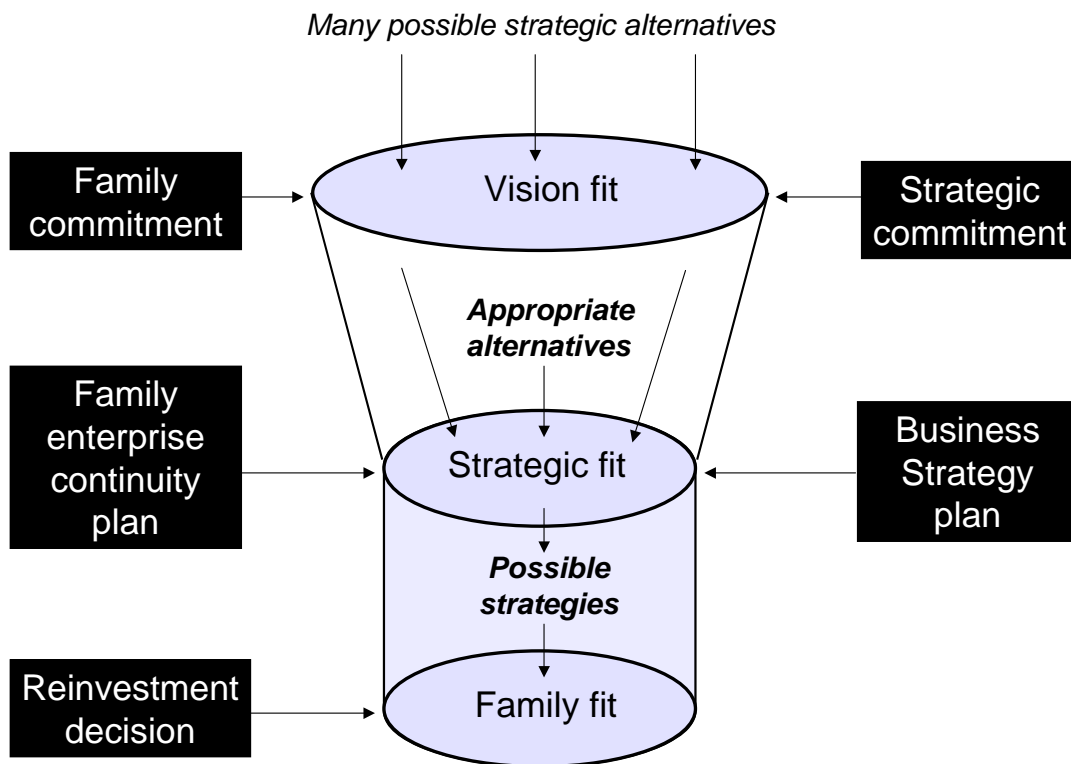 Many possible strategic alternatives
Family
commitment
Vision fit
Strategic
commitment
Appropriate
alternatives
Family
enterprise
continuity
plan
Strategic fit
Business
Strategy
plan
Possible
strategies
Reinvestment
decision
Family fit